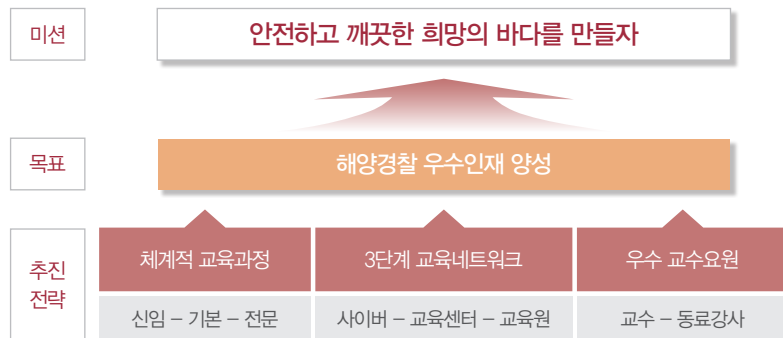 미션
안전하고 깨끗한 희망의 바다를 만들자
목표
해양경찰 우수인재 양성
추진
전략
체계적 교육과정
3단계 교육네트워크
우수 교수요원
신임 – 기본 – 전문
사이버 – 교육센터 – 교육원
교수 – 동료강사